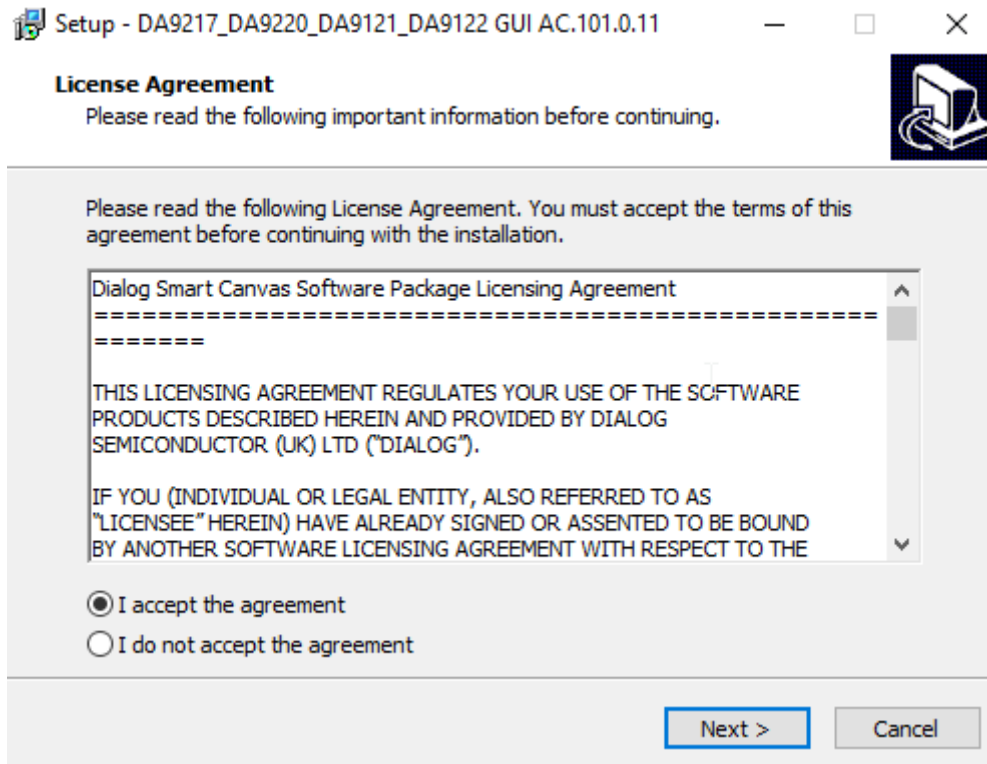 Setup - DA9217_DA9220_DA9121_DA9122 GUI AC.101.0.11
License Agreement
Please read the following important information before continuing.
Please read the following License Agreement. You must accept the terms of this
agreement before continuing with the installation.
Dialog Smart Canvas Software Package Licensing Agreement
=================================================
=======
THIS LICENSING AGREEMENT REGULATES YOUR USE OF THE SOFTWARE
PRODUCTS DESCRIBED HEREIN AND PROVIDED BY DIALOG
SEMICONDUCTOR (UK) LTD ("DIALOG").
IF YOU (INDIVIDUAL OR LEGAL ENTITY, ALSO REFERRED TO AS
"LICENSEE" HEREIN) HAVE ALREADY SIGNED OR ASSENTED TO BE BOUND
BY ANOTHER SOFTWARE LICENSING AGREEMENT WITH RESPECT TO THE
I accept the agreement
I do not accept the agreement
Next >
Cancel